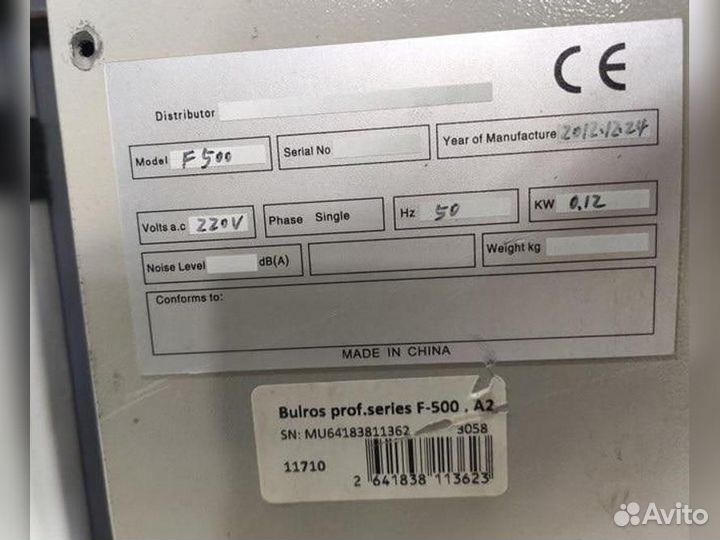 CE
Distributor
Model F500 Serial No Year of Manufacture 2012.12.24
Volts a.c 220V Phase Single Hz 50 KW 0.12
Noise Level dB(A) Weight kg
Conforms to:
MADE IN CHINA
Bulros prof.series F-500 . A2
SN: MU64183811362 3058
11710
2 641838 113623
Avito